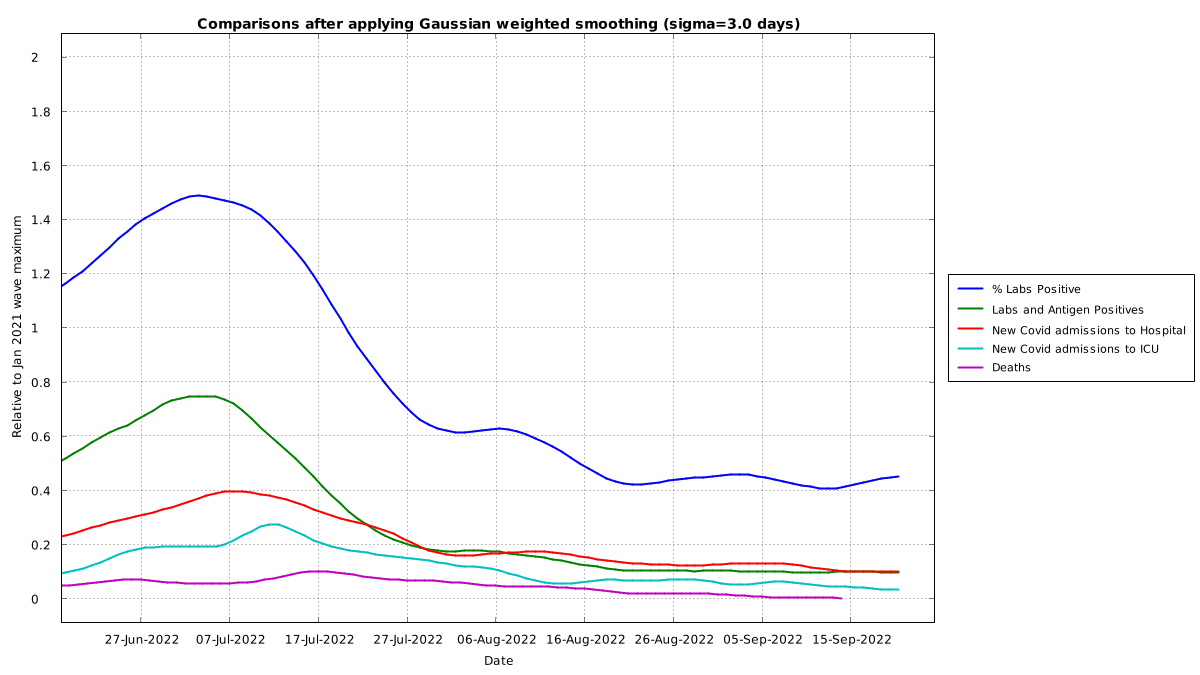 Comparisons after applying Gaussian weighted smoothing (sigma=3.0 days)
Relative to Jan 2021 wave maximum
2
1.8
1.6
1.4
1.2
1
0.8
0.6
0.4
0.2
0
27-Jun-2022 07-Jul-2022 17-Jul-2022 27-Jul-2022 06-Aug-2022 16-Aug-2022 26-Aug-2022 05-Sep-2022 15-Sep-2022
Date
% Labs Positive
Labs and Antigen Positives
New Covid admissions to Hospital
New Covid admissions to ICU
Deaths